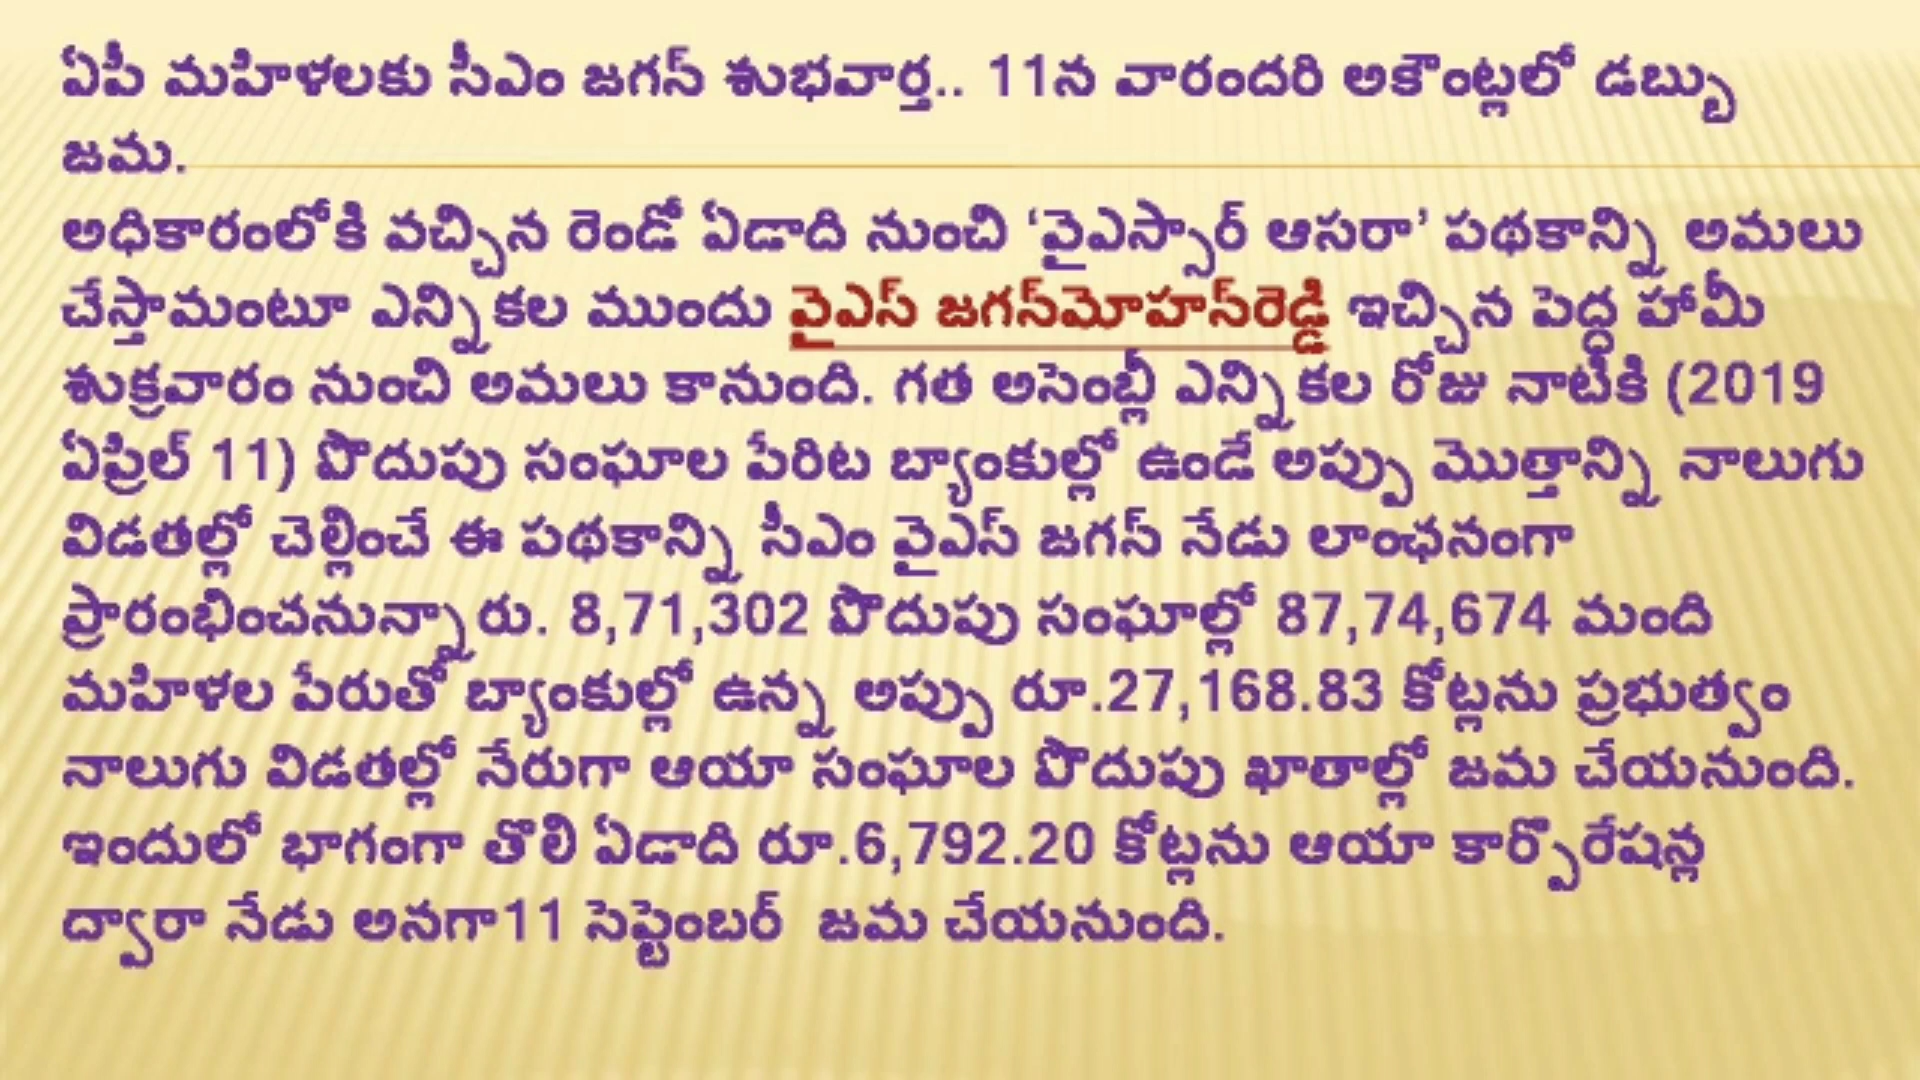 ఏపీ మహిళలకు సీఎం జగన్ శుభవార్త.. 11న వారందరి అకౌంట్లలో డబ్బు
జమ.
అధికారంలోకి వచ్చిన రెండో ఏడాది నుంచి ‘వైఎస్సార్ ఆసరా’ పథకాన్ని అమలు
చేస్తామంటూ ఎన్నికల ముందు వైఎస్ జగన్‌మోహన్‌రెడ్డి ఇచ్చిన పెద్ద హామీ
శుక్రవారం నుంచి అమలు కానుంది. గత అసెంబ్లీ ఎన్నికల రోజు నాటికి (2019
ఏప్రిల్ 11) పొదుపు సంఘాల పేరిట బ్యాంకుల్లో ఉండే అప్పు మొత్తాన్ని నాలుగు
విడతల్లో చెల్లించే ఈ పథకాన్ని సీఎం వైఎస్ జగన్ నేడు లాంఛనంగా
ప్రారంభించనున్నారు. 8,71,302 పొదుపు సంఘాల్లో 87,74,674 మంది
మహిళల పేరుతో బ్యాంకుల్లో ఉన్న అప్పు రూ.27,168.83 కోట్లను ప్రభుత్వం
నాలుగు విడతల్లో నేరుగా ఆయా సంఘాల పొదుపు ఖాతాల్లో జమ చేయనుంది.
ఇందులో భాగంగా తొలి ఏడాది రూ.6,792.20 కోట్లను ఆయా కార్పొరేషన్ల
ద్వారా నేడు అనగా11 సెప్టెంబర్ జమ చేయనుంది.